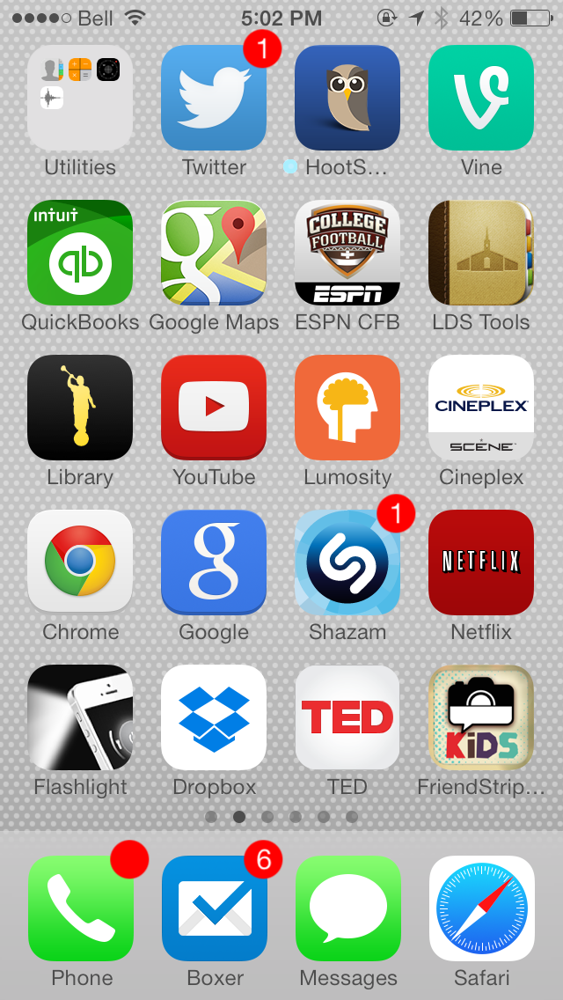 Bell 5:02 PM 42%
1
Utilities Twitter HootS... Vine
INTUIT
qb
g
COLLEGE
FOOTBALL
ESPN
QuickBooks Google Maps ESPN CFB LDS Tools
CINEPLEX
SCENE
Library YouTube Lumosity Cineplex
1
g
NETFLIX
Chrome Google Shazam Netflix
TED
KiDS
Flashlight Dropbox TED FriendStrip...
6
Phone Boxer Messages Safari